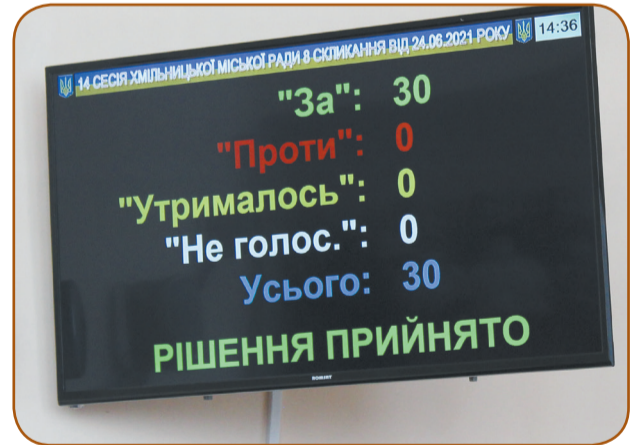 14 СЕСІЯ ХМІЛЬНИЦЬКОЇ МІСЬКОЇ РАДИ 8 СКЛИКАННЯ ВІД 24.06.2021 РОКУ 14:36
"За": 30
"Проти": 0
"Утрималось": 0
"Не голос.": 0
Усього: 30
РІШЕННЯ ПРИЙНЯТО